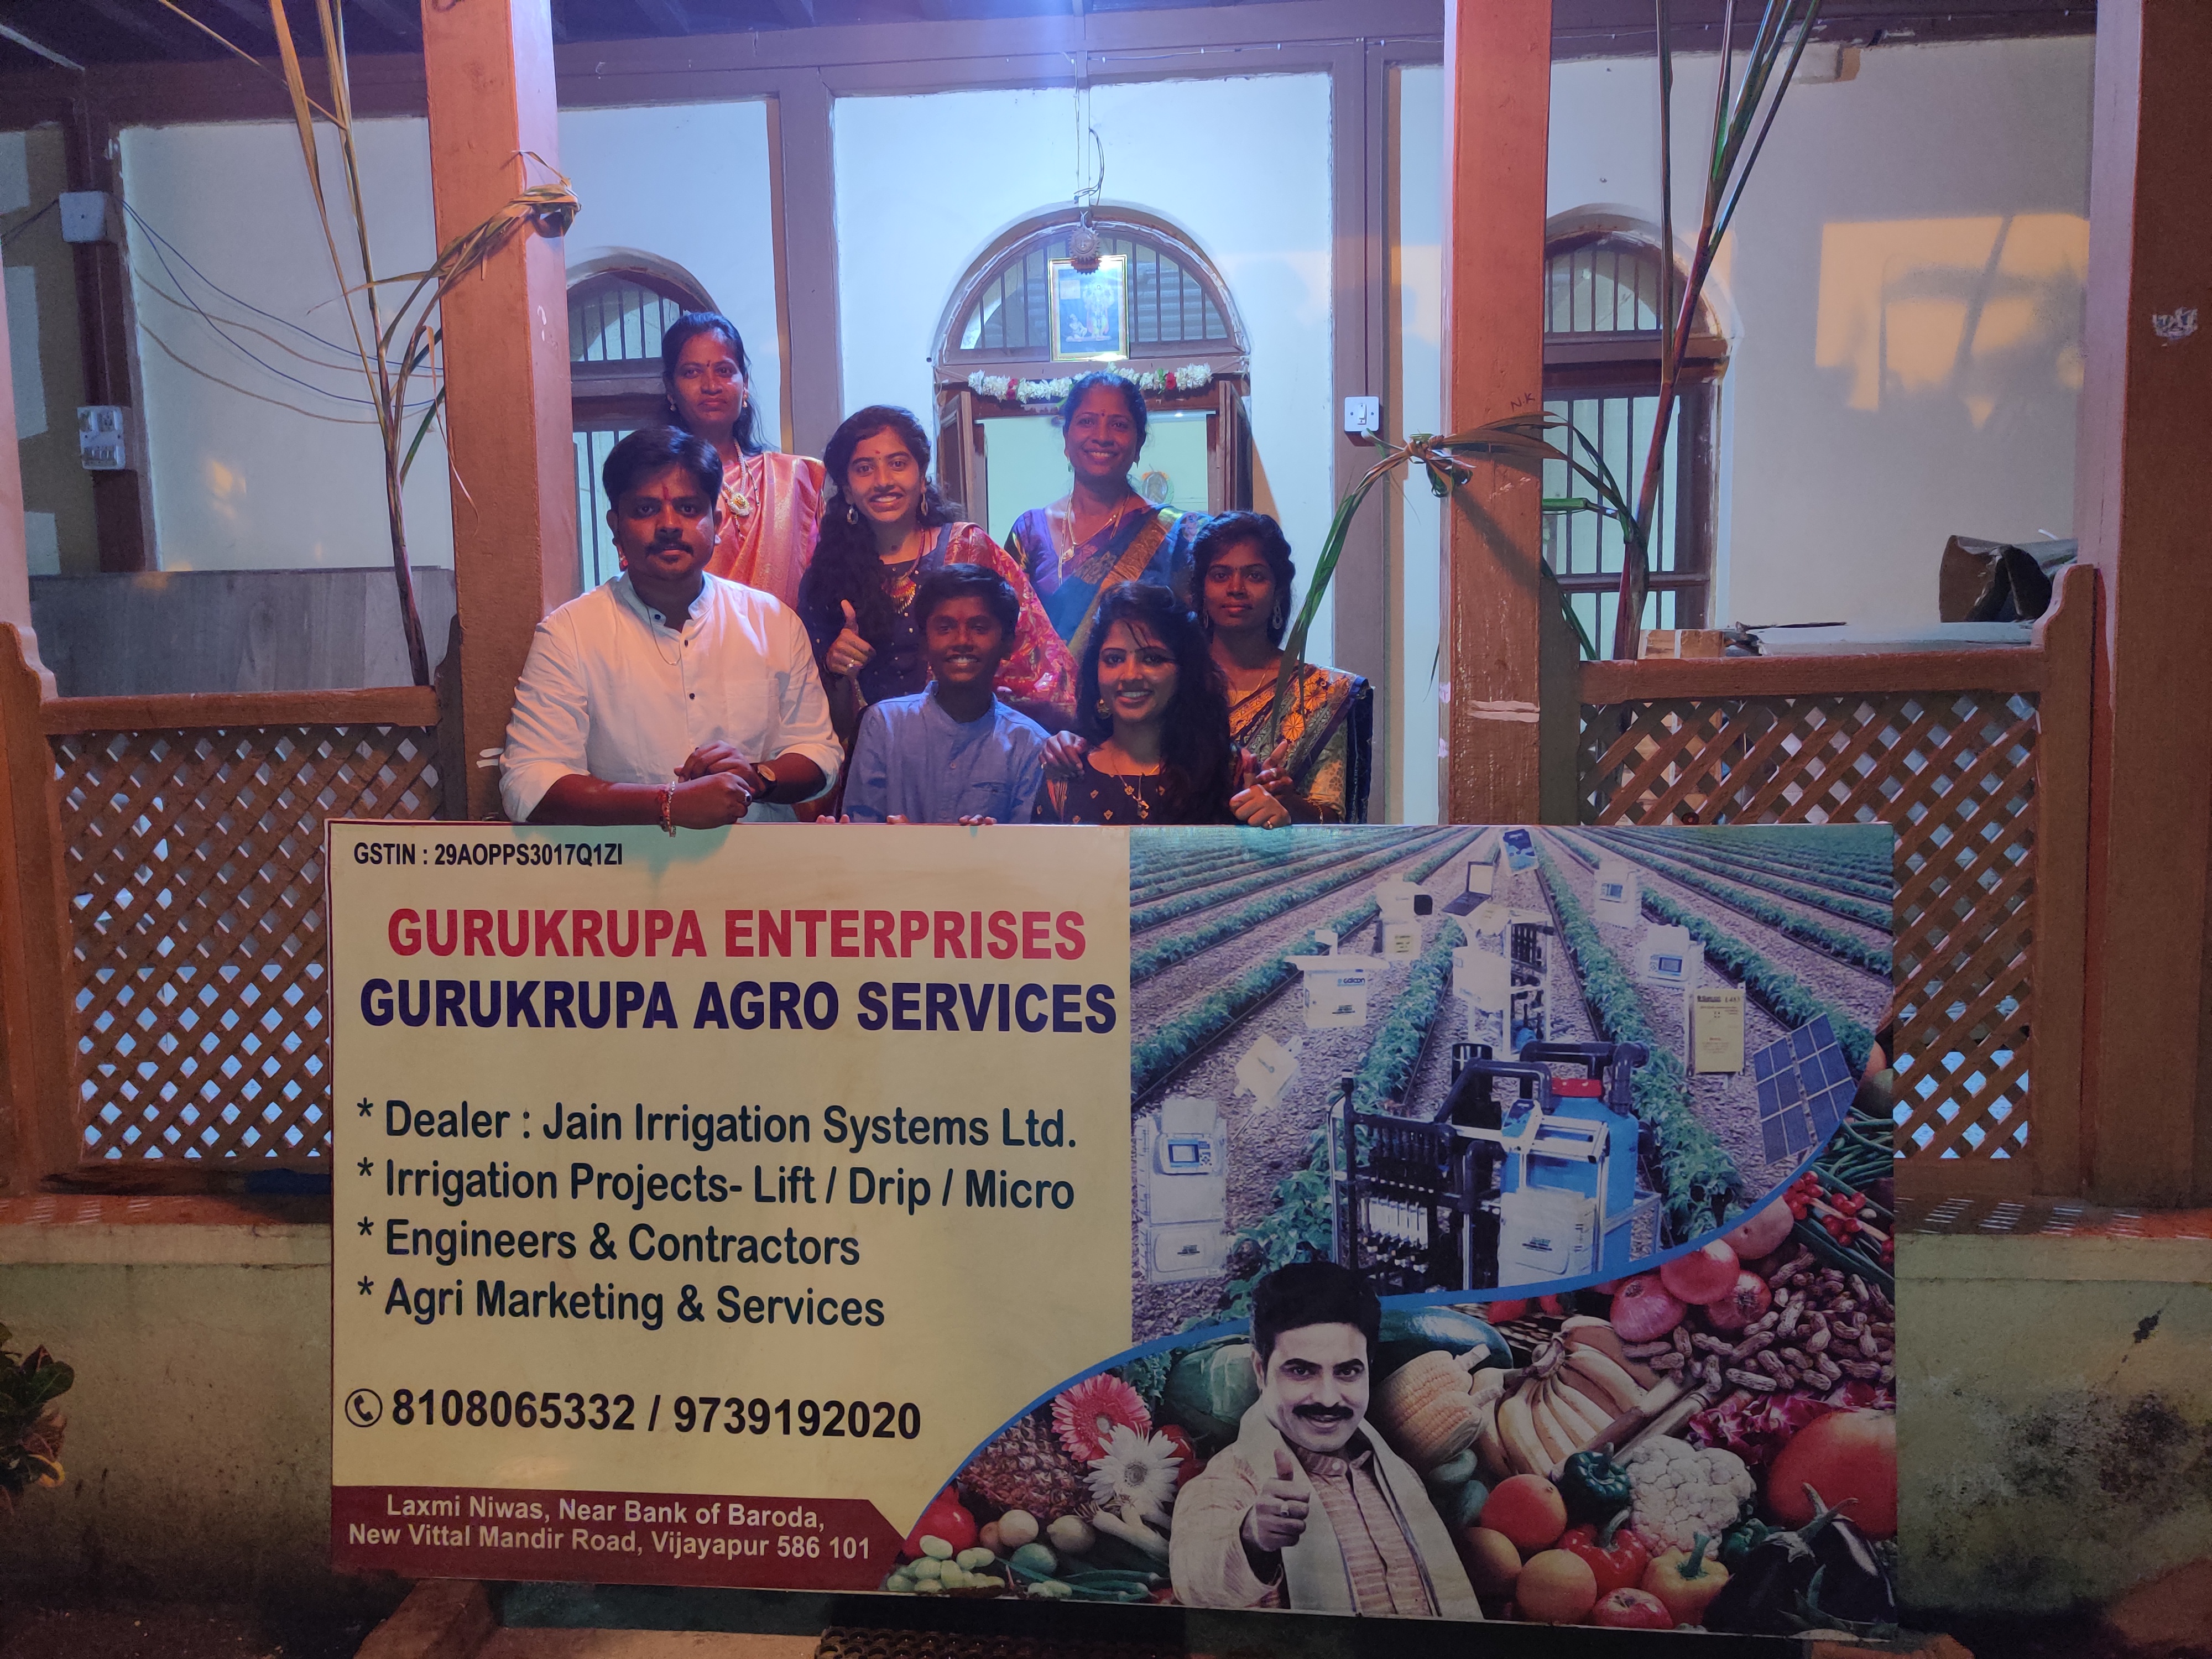 N.K
GSTIN : 29AOPPS3017Q1ZI
GURUKRUPA ENTERPRISES
GURUKRUPA AGRO SERVICES
* Dealer : Jain Irrigation Systems Ltd.
* Irrigation Projects- Lift / Drip / Micro
* Engineers & Contractors
* Agri Marketing & Services
8108065332 / 9739192020
Laxmi Niwas, Near Bank of Baroda,
New Vittal Mandir Road, Vijayapur 586 101